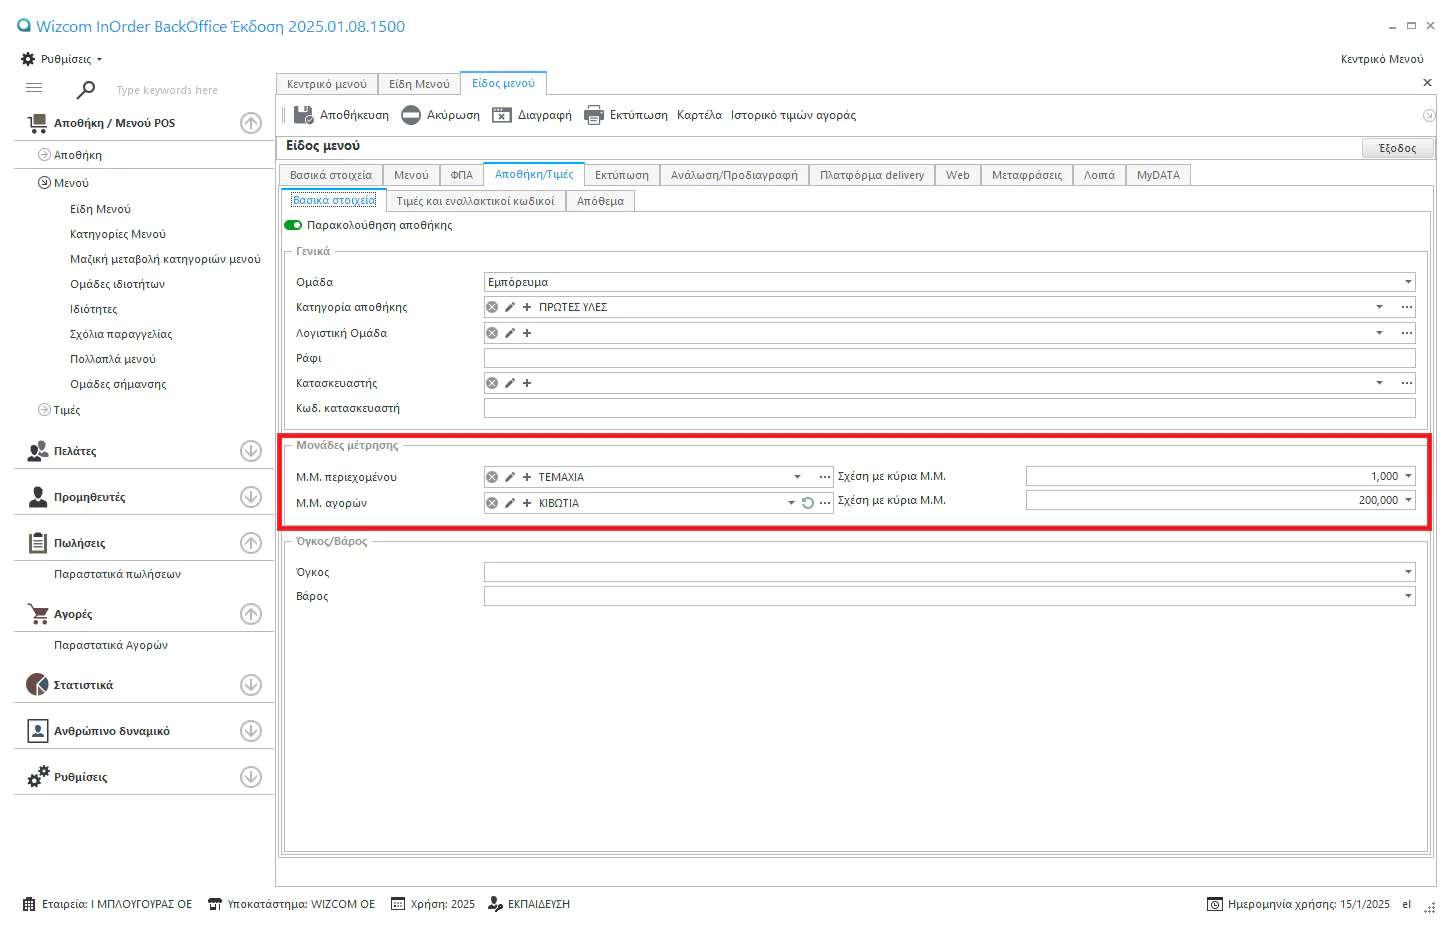 Wizcom InOrder BackOffice Έκδοση 2025.01.08.1500
Ρυθμίσεις
Κεντρικό Μενού
Type keywords here
Κεντρικό μενού
Είδη Μενού
Είδος μενού
Αποθήκευση
Ακύρωση
Διαγραφή
Εκτύπωση
Καρτέλα
Ιστορικό τιμών αγοράς
Είδος μενού
Έξοδος
Βασικά στοιχεία
Μενού
ΦΠΑ
Αποθήκη/Τιμές
Εκτύπωση
Ανάλωση/Προδιαγραφή
Πλατφόρμα delivery
Web
Μεταφράσεις
Λοιπά
MyDATA
Βασικά στοιχεία
Τιμές και εναλλακτικοί κωδικοί
Απόθεμα
Παρακολούθηση αποθήκης
Γενικά
Ομάδα
Εμπόρευμα
Κατηγορία αποθήκης
ΠΡΩΤΕΣ ΥΛΕΣ
Λογιστική Ομάδα
Ράφι
Κατασκευαστής
Κωδ. κατασκευαστή
Μονάδες μέτρησης
Μ.Μ. περιεχομένου
ΤΕΜΑΧΙΑ
Σχέση με κύρια Μ.Μ.
1,000
Μ.Μ. αγορών
ΚΙΒΩΤΙΑ
Σχέση με κύρια Μ.Μ.
200,000
Όγκος/Βάρος
Όγκος
Βάρος
Αποθήκη / Μενού POS
Αποθήκη
Μενού
Είδη Μενού
Κατηγορίες Μενού
Μαζική μεταβολή κατηγοριών μενού
Ομάδες ιδιοτήτων
Ιδιότητες
Σχόλια παραγγελίας
Πολλαπλά μενού
Ομάδες σήμανσης
Τιμές
Πελάτες
Προμηθευτές
Πωλήσεις
Παραστατικά πωλήσεων
Αγορές
Παραστατικά Αγορών
Στατιστικά
Ανθρώπινο δυναμικό
Ρυθμίσεις
Εταιρεία: Ι ΜΠΛΟΥΓΟΥΡΑΣ ΟΕ
Υποκατάστημα: WIZCOM ΟΕ
Χρήση: 2025
ΕΚΠΑΙΔΕΥΣΗ
Ημερομηνία χρήσης: 15/1/2025
el